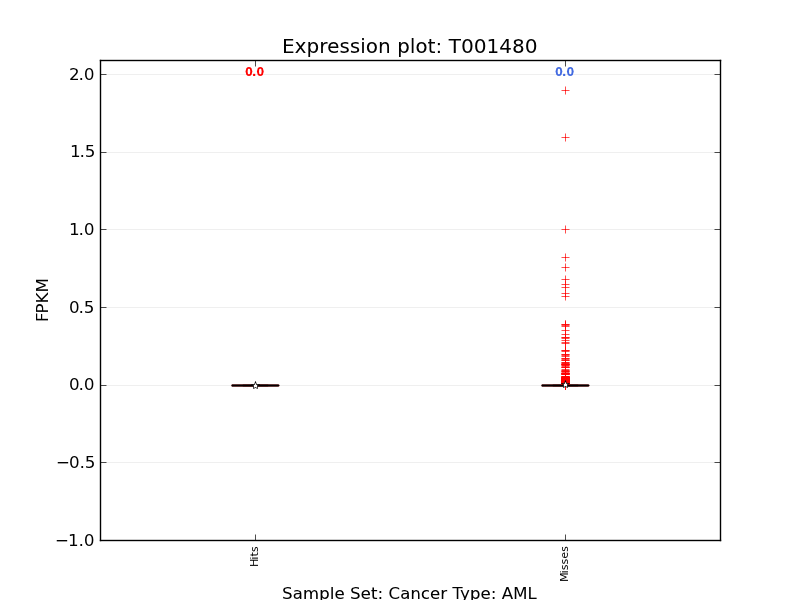 Expression plot: T001480
0.0 0.0
2.0
1.5
1.0
0.5
0.0
−0.5
−1.0
FPKM
Hits
Misses
Sample Set: Cancer Type: AML